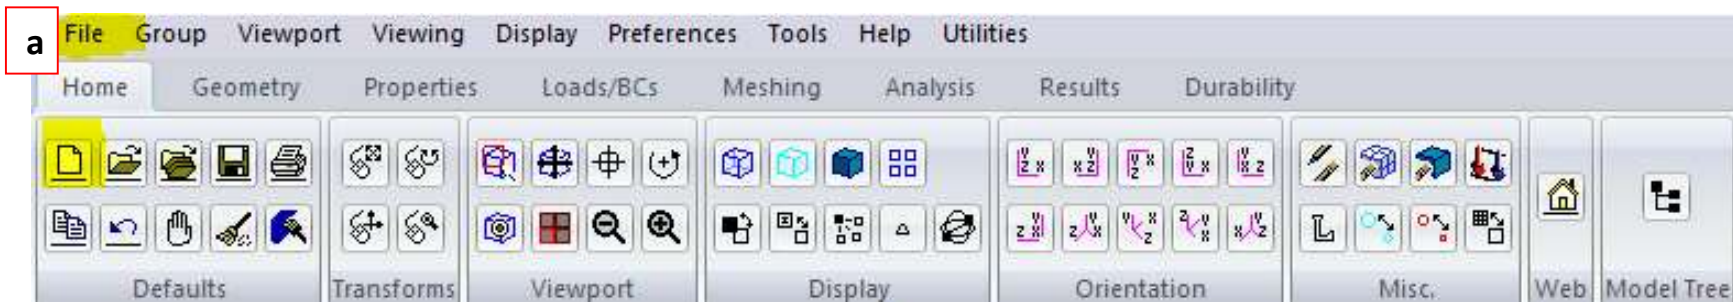 a
File Group Viewport Viewing Display Preferences Tools Help Utilities
Home Geometry Properties Loads/BCs Meshing Analysis Results Durability
Defaults Transforms Viewport Display Orientation Misc. Web Model Tree